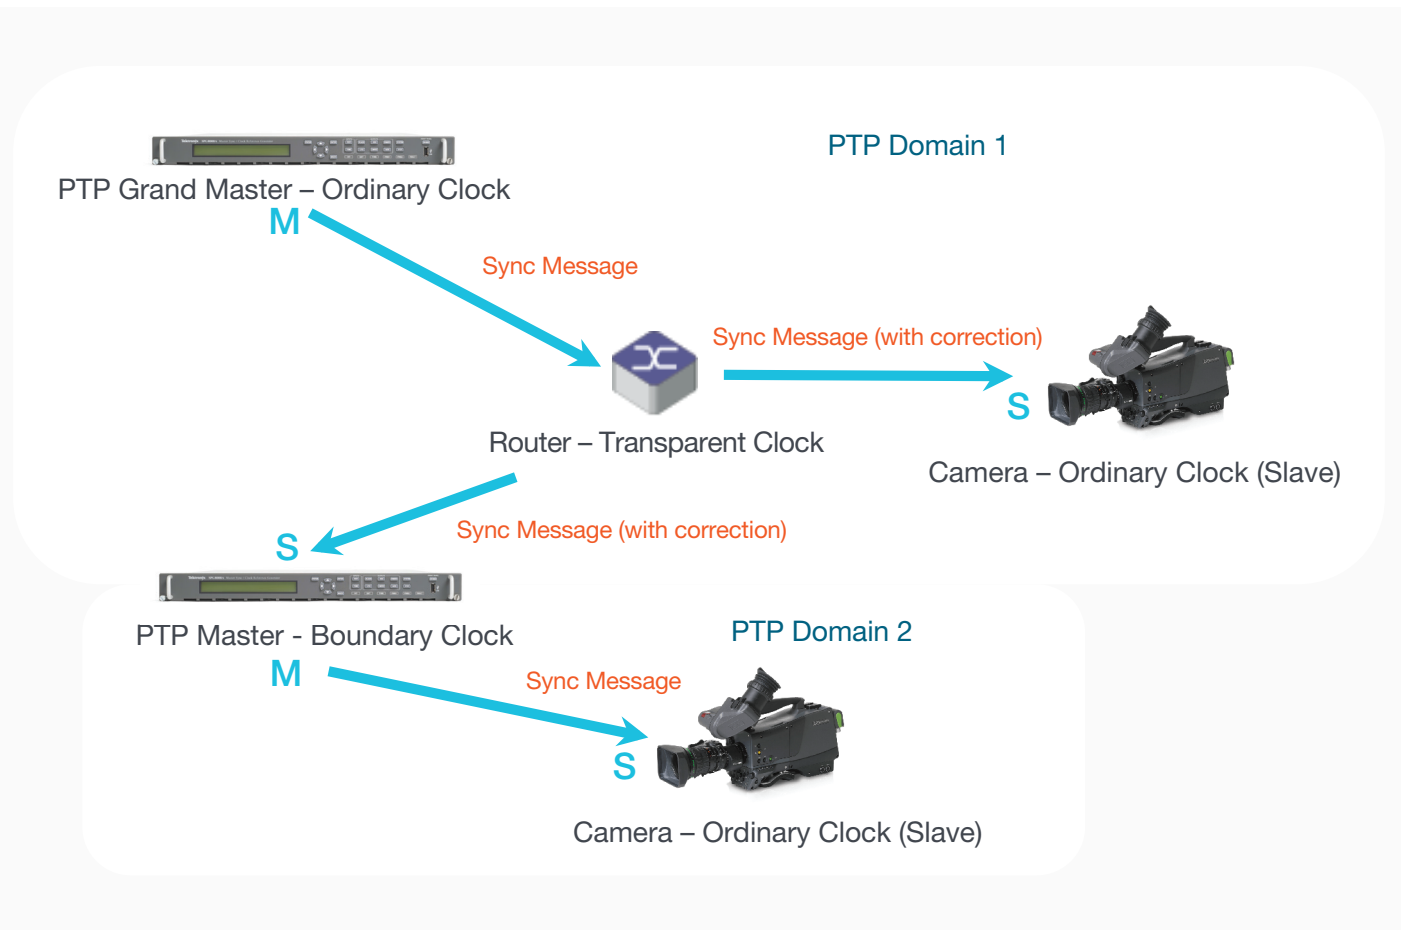 PTP Domain 1
PTP Grand Master – Ordinary Clock
M
Sync Message
Sync Message (with correction)
S
Router – Transparent Clock
Camera – Ordinary Clock (Slave)
Sync Message (with correction)
S
PTP Master - Boundary Clock
PTP Domain 2
M
Sync Message
S
Camera – Ordinary Clock (Slave)